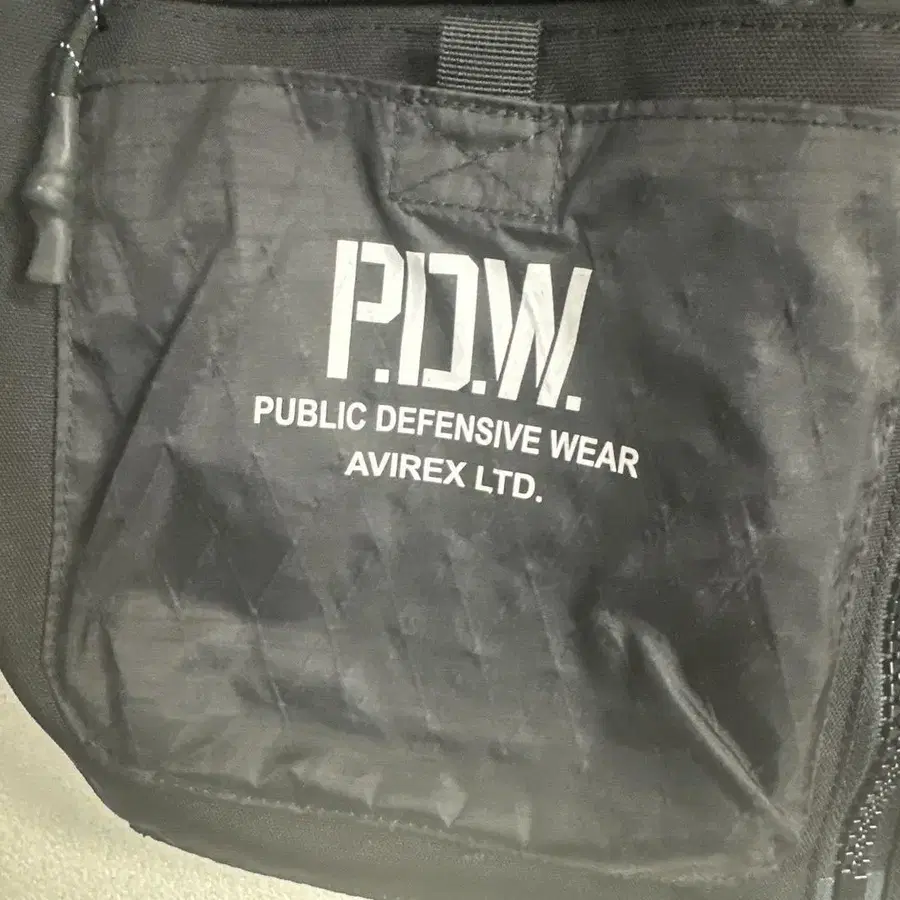 P.D.W.
PUBLIC DEFENSIVE WEAR
AVIREX LTD.